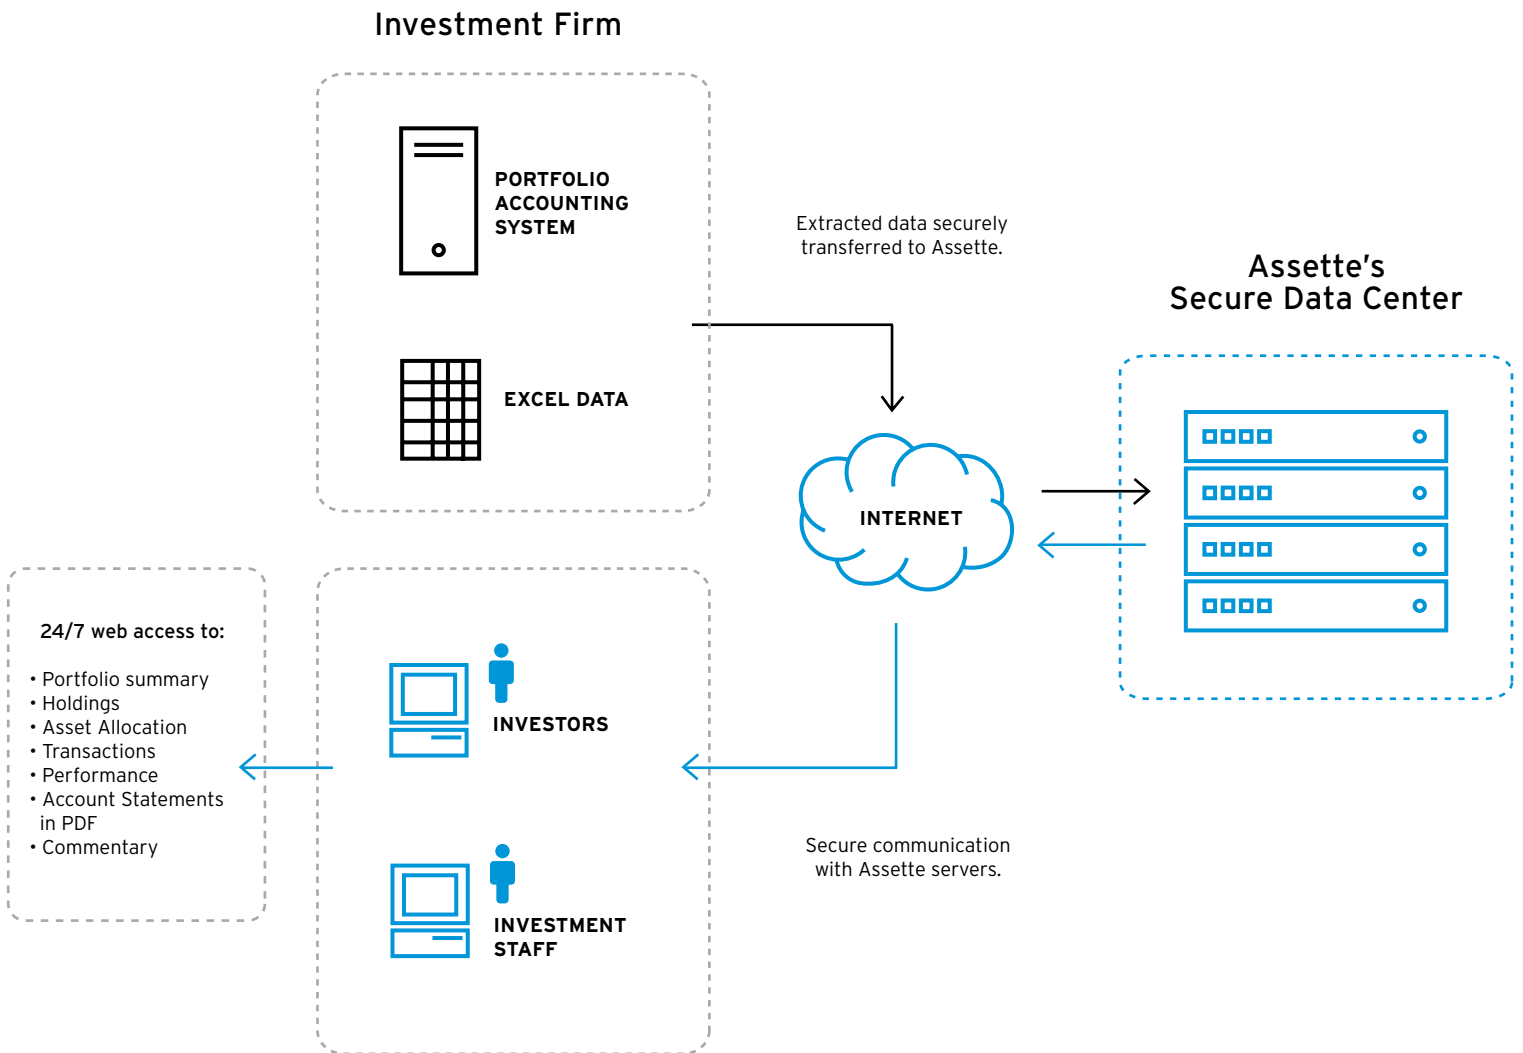 Investment Firm
PORTFOLIO
ACCOUNTING
SYSTEM
EXCEL DATA
Extracted data securely
transferred to Assette.
Assette's
Secure Data Center
INTERNET
24/7 web access to:
• Portfolio summary
• Holdings
• Asset Allocation
• Transactions
• Performance
• Account Statements
in PDF
• Commentary
INVESTORS
INVESTMENT
STAFF
Secure communication
with Assette servers.